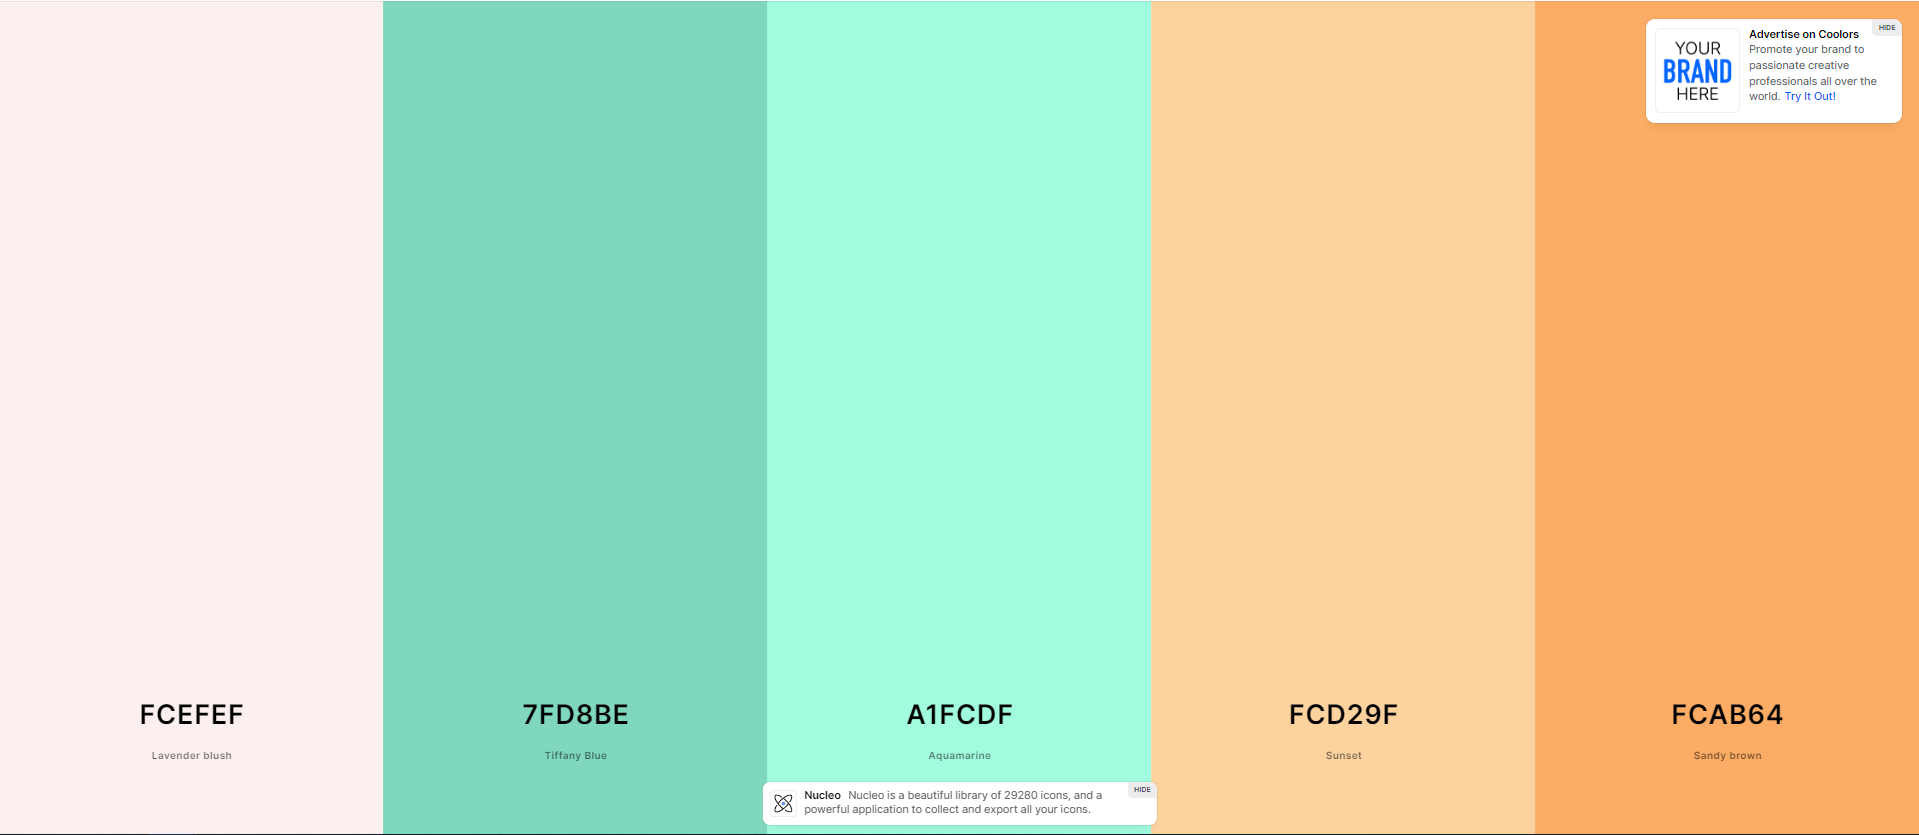 YOUR
BRAND
HERE
HIDE
Advertise on Coolors
Promote your brand to
passionate creative
professionals all over the
world. Try It Out!
FCEFEF
Lavender blush
7FD8BE
Tiffany Blue
A1FCDF
Aquamarine
FCD29F
Sunset
FCAB64
Sandy brown
HIDE
Nucleo Nucleo is a beautiful library of 29280 icons, and a
powerful application to collect and export all your icons.